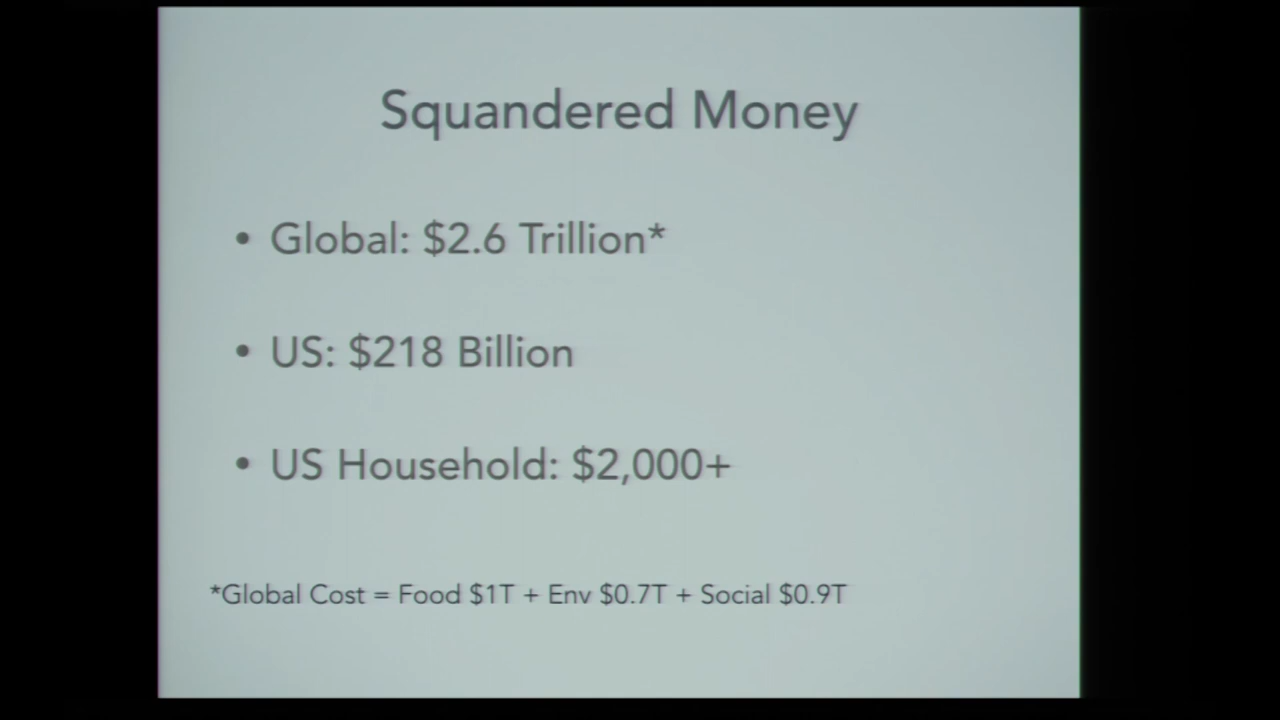 Squandered Money
• Global: $2.6 Trillion*
• US: $218 Billion
• US Household: $2,000+
*Global Cost = Food $1T + Env $0.7T + Social $0.9T